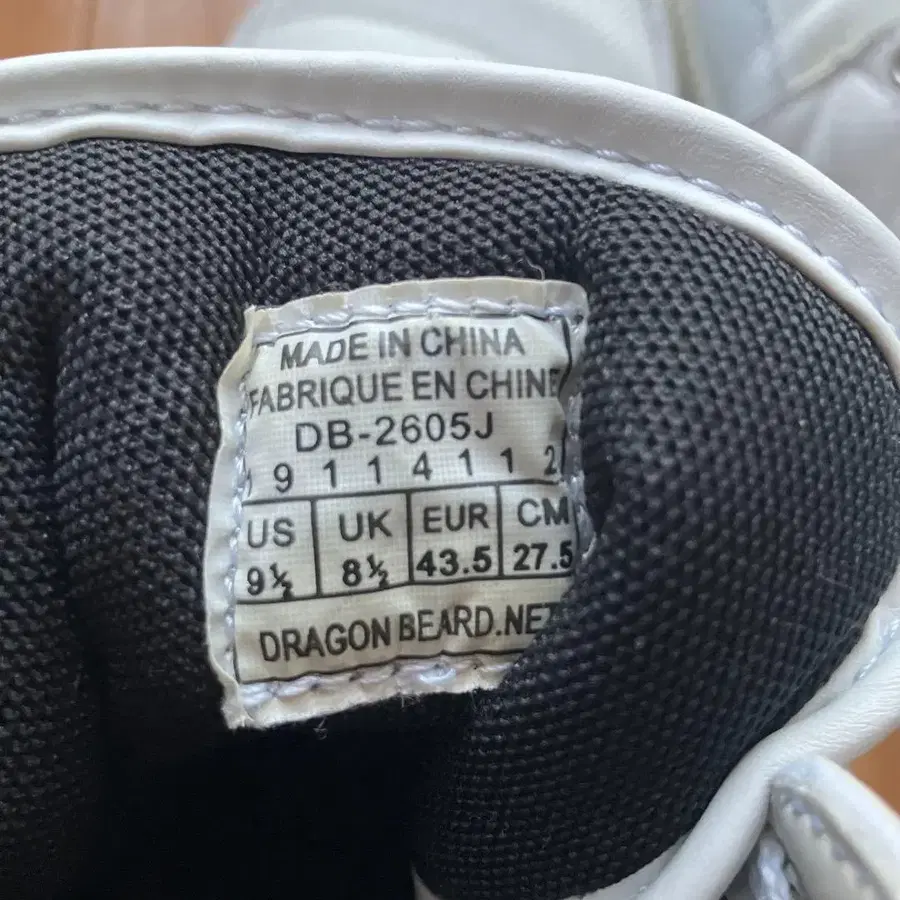 MADE IN CHINA
FABRIQUE EN CHINE
DB-2605J
1 9 1 1 4 1 1 2
US UK EUR CM
9½ 8½ 43.5 27.5
DRAGON BEARD.NET